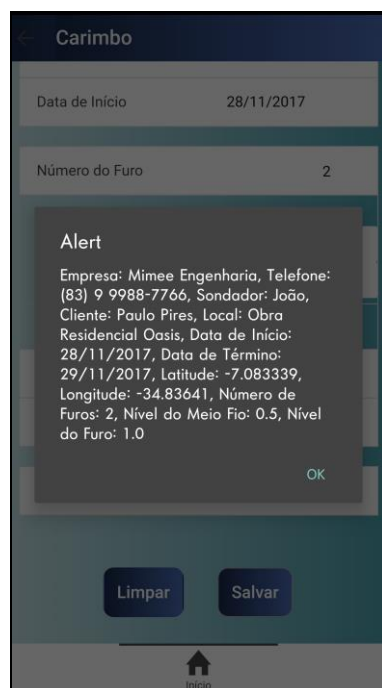 Carimbo
Data de Início 28/11/2017
Número do Furo 2
Alert
Empresa: Mimee Engenharia, Telefone:
(83) 9 9988-7766, Sondador: João,
Cliente: Paulo Pires, Local: Obra
Residencial Oasis, Data de Início:
28/11/2017, Data de Término:
29/11/2017, Latitude: -7.083339,
Longitude: -34.83641, Número de
Furos: 2, Nível do Meio Fio: 0.5, Nível
do Furo: 1.0
OK
Limpar Salvar
Início